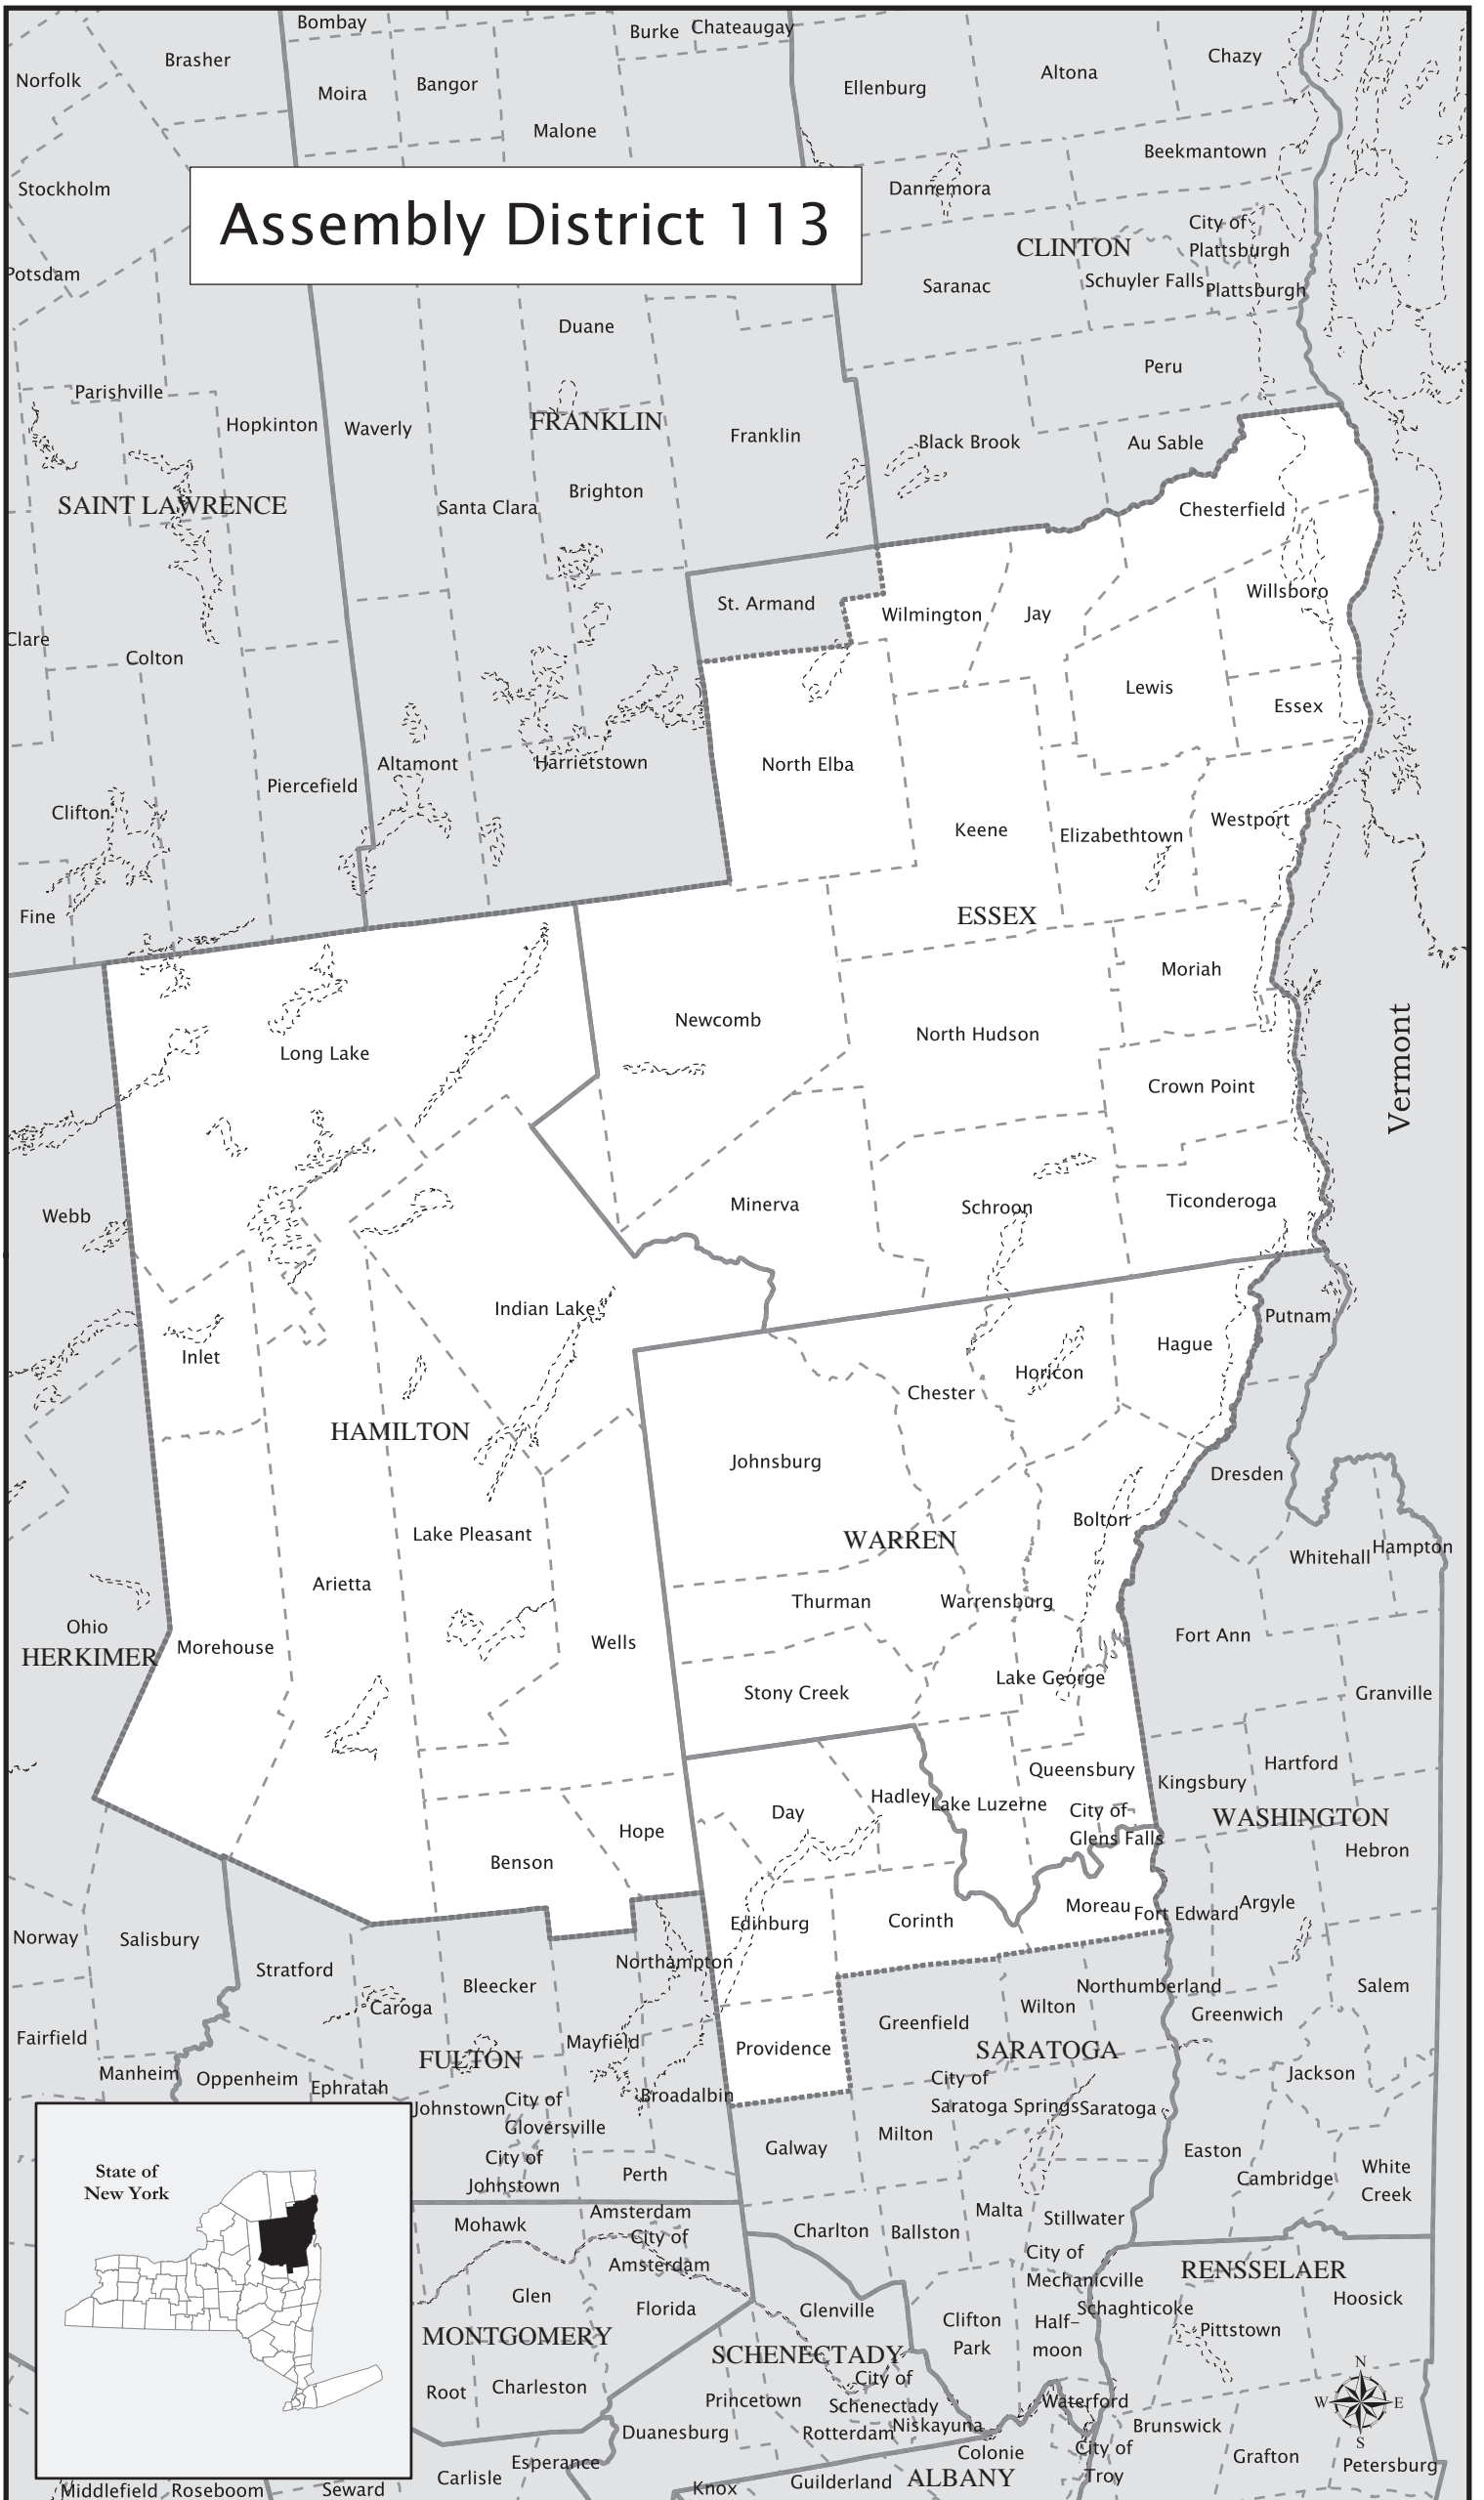 Bombay
Burke
Chateaugay
Chazy
Brasher
Norfolk
Moira
Bangor
Ellenburg
Altona
Malone
Beekmantown
Stockholm
Dannemora
Assembly District 113
City of
Plattsburgh
CLINTON
Potsdam
Saranac
Schuyler Falls
Plattsburgh
Duane
Peru
Parishville
Hopkinton
Waverly
FRANKLIN
Franklin
Black Brook
Au Sable
SAINT LAWRENCE
Santa Clara
Brighton
Chesterfield
St. Armand
Wilmington
Jay
Willsboro
Clare
Colton
Lewis
Essex
Altamont
Harrietstown
North Elba
Piercefield
Clifton
Keene
Elizabethtown
Westport
Fine
ESSEX
Moriah
Newcomb
North Hudson
Long Lake
Crown Point
Vermont
Webb
Minerva
Schroon
Ticonderoga
Indian Lake
Putnam
Inlet
Hague
Horicon
Chester
HAMILTON
Johnsburg
Dresden
Lake Pleasant
Bolton
WARREN
Whitehall
Hampton
Arietta
Thurman
Warrensburg
Ohio
HERKIMER
Morehouse
Wells
Fort Ann
Lake George
Stony Creek
Granville
Queensbury
Kingsbury
Hartford
Day
Hadley
Lake Luzerne
City of
Glens Falls
WASHINGTON
Hope
Benson
Hebron
Moreau
Fort Edward
Argyle
Edinburg
Corinth
Norway
Salisbury
Stratford
Northampton
Bleecker
Caroga
Northumberland
Salem
Wilton
Greenwich
Greenfield
Fairfield
Mayfield
FULTON
Providence
SARATOGA
Manheim
Oppenheim
Ephratah
Jackson
City of
Saratoga Springs
Saratoga
Broadalbin
Johnstown
City of
Gloversville
Milton
Galway
Easton
City of
Johnstown
Perth
Cambridge
White
Creek
State of
New York
Amsterdam
Mohawk
Malta
Stillwater
Charlton
Ballston
City of
Amsterdam
City of
Mechanicville
RENSSELAER
Glen
Florida
Glenville
Schaghticoke
Hoosick
Clifton
Park
Half-
moon
Pittstown
MONTGOMERY
SCHENECTADY
N
W
E
S
Root
Charleston
Princetown
City of
Schenectady
Waterford
Duanesburg
Rotterdam
Niskayuna
Brunswick
Colonie
City of
Troy
Grafton
Petersburg
Esperance
Carlisle
Guilderland
ALBANY
Knox
Middlefield
Roseboom
Seward